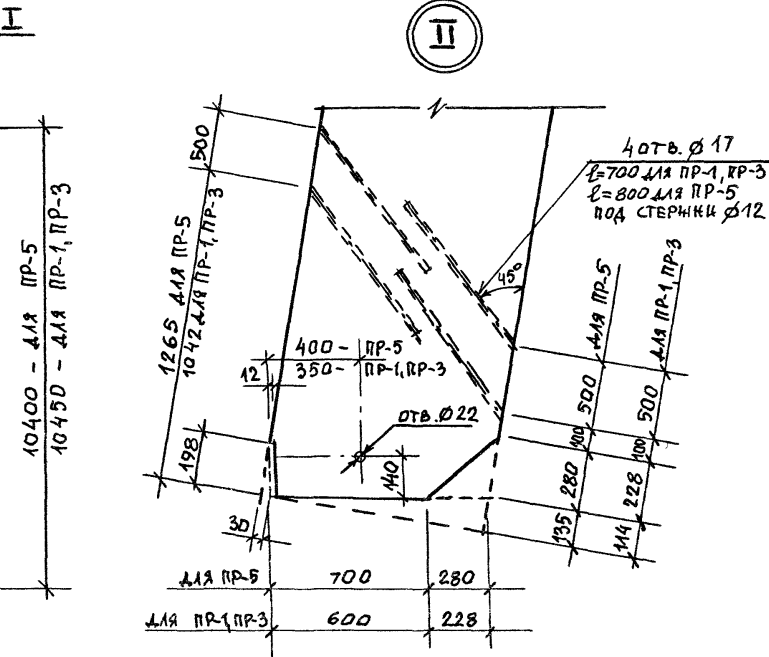 I
II
10400 - ДЛЯ ПР-5
10450 - ДЛЯ ПР-1, ПР-3
500
1265 ДЛЯ ПР-5
1042 ДЛЯ ПР-1, ПР-3
198
4 ОТВ. Ø 17
ℓ=700 ДЛЯ ПР-1, ПР-3
ℓ=800 ДЛЯ ПР-5
ПОД СТЕРЖНИ Ø12
45°
400- ПР-5
350- ПР-1, ПР-3
12
ОТВ. Ø22
140
30
ДЛЯ ПР-5
500
100
280
135
ДЛЯ ПР-1, ПР-3
500
100
228
114
ДЛЯ ПР-5 700 280
ДЛЯ ПР-1, ПР-3 600 228